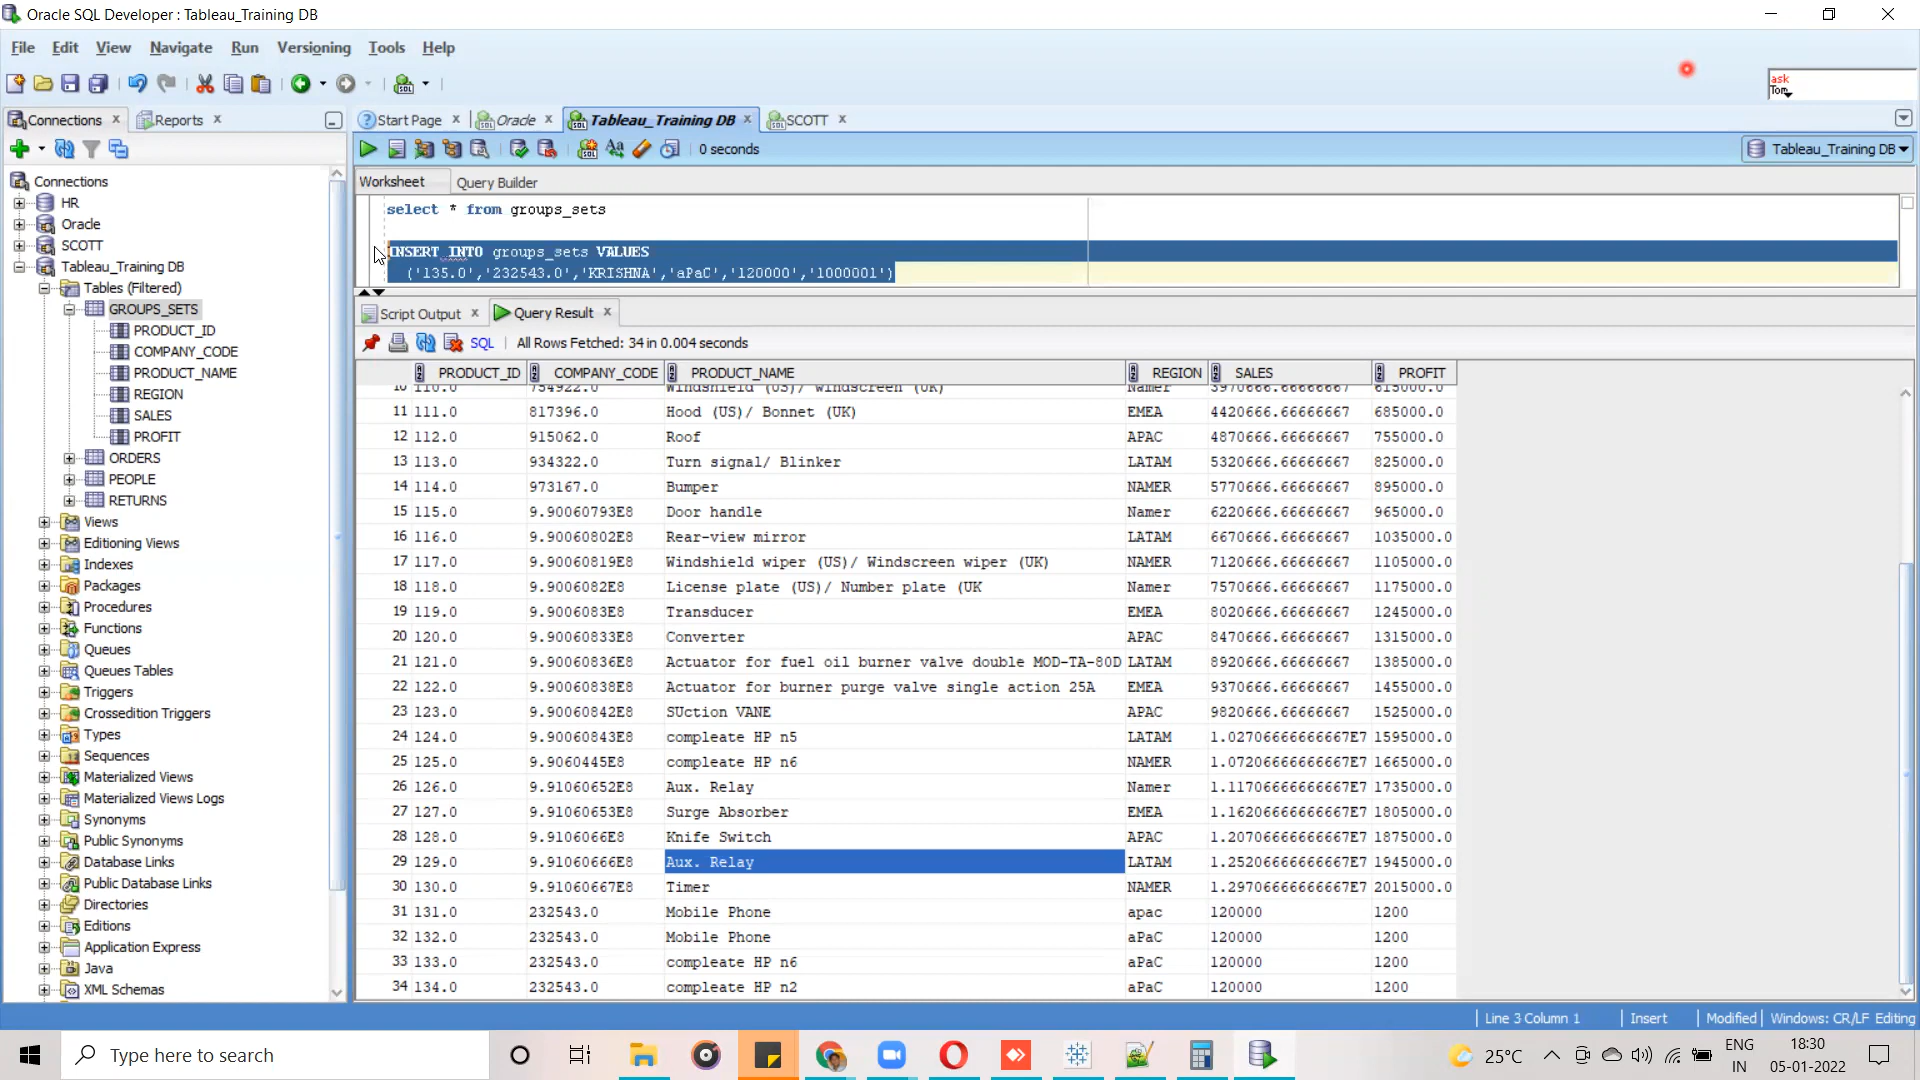 Oracle SQL Developer : Tableau_Training DB
File Edit View Navigate Run Versioning Tools Help
ask
Tom
Connections Reports
Start Page Oracle Tableau_Training DB SCOTT
0 seconds
Tableau_Training DB
Worksheet Query Builder
Connections
HR
Oracle
SCOTT
Tableau_Training DB
Tables (Filtered)
GROUPS_SETS
PRODUCT_ID
COMPANY_CODE
PRODUCT_NAME
REGION
SALES
PROFIT
ORDERS
PEOPLE
RETURNS
Views
Editioning Views
Indexes
Packages
Procedures
Functions
Queues
Queues Tables
Triggers
Crossedition Triggers
Types
Sequences
Materialized Views
Materialized Views Logs
Synonyms
Public Synonyms
Database Links
Public Database Links
Directories
Editions
Application Express
Java
XML Schemas
select * from groups_sets
INSERT INTO groups_sets VALUES
('135.0','232543.0','KRISHNA','aPaC','120000','1000001')
Script Output Query Result
SQL All Rows Fetched: 34 in 0.004 seconds
PRODUCT_ID COMPANY_CODE PRODUCT_NAME REGION SALES PROFIT
10 110.0 754922.0 Windshield (US)/ windscreen (UK) Namer 3970666.66666667 615000.0
11 111.0 817396.0 Hood (US)/ Bonnet (UK) EMEA 4420666.66666667 685000.0
12 112.0 915062.0 Roof APAC 4870666.66666667 755000.0
13 113.0 934322.0 Turn signal/ Blinker LATAM 5320666.66666667 825000.0
14 114.0 973167.0 Bumper NAMER 5770666.66666667 895000.0
15 115.0 9.90060793E8 Door handle Namer 6220666.66666667 965000.0
16 116.0 9.90060802E8 Rear-view mirror LATAM 6670666.66666667 1035000.0
17 117.0 9.90060819E8 Windshield wiper (US)/ Windscreen wiper (UK) NAMER 7120666.66666667 1105000.0
18 118.0 9.9006082E8 License plate (US)/ Number plate (UK Namer 7570666.66666667 1175000.0
19 119.0 9.9006083E8 Transducer EMEA 8020666.66666667 1245000.0
20 120.0 9.90060833E8 Converter APAC 8470666.66666667 1315000.0
21 121.0 9.90060836E8 Actuator for fuel oil burner valve double MOD-TA-80D LATAM 8920666.66666667 1385000.0
22 122.0 9.90060838E8 Actuator for burner purge valve single action 25A EMEA 9370666.66666667 1455000.0
23 123.0 9.90060842E8 SUction VANE APAC 9820666.66666667 1525000.0
24 124.0 9.90060843E8 compleate HP n5 LATAM 1.02706666666667E7 1595000.0
25 125.0 9.9060445E8 compleate HP n6 NAMER 1.07206666666667E7 1665000.0
26 126.0 9.91060652E8 Aux. Relay Namer 1.11706666666667E7 1735000.0
27 127.0 9.91060653E8 Surge Absorber EMEA 1.16206666666667E7 1805000.0
28 128.0 9.9106066E8 Knife Switch APAC 1.20706666666667E7 1875000.0
29 129.0 9.91060666E8 Aux. Relay LATAM 1.25206666666667E7 1945000.0
30 130.0 9.91060667E8 Timer NAMER 1.29706666666667E7 2015000.0
31 131.0 232543.0 Mobile Phone apac 120000 1200
32 132.0 232543.0 Mobile Phone aPaC 120000 1200
33 133.0 232543.0 compleate HP n6 aPaC 120000 1200
34 134.0 232543.0 compleate HP n2 aPaC 120000 1200
Line 3 Column 1 Insert Modified Windows: CR/LF Editing
Type here to search
25°C
ENG
IN
18:30
05-01-2022